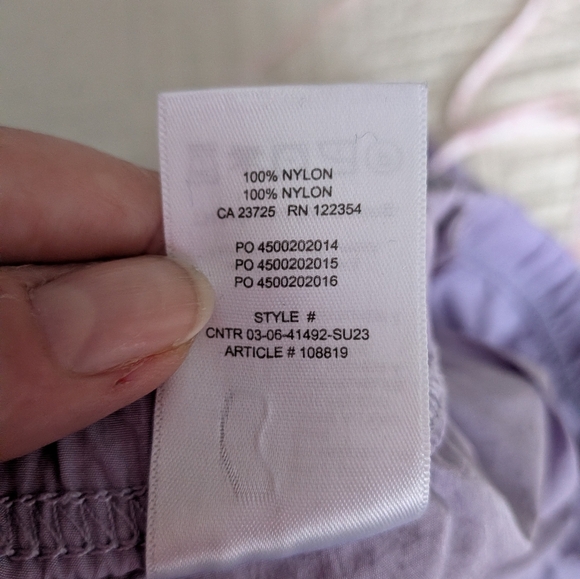 100% NYLON
100% NYLON
CA 23725 RN 122354
PO 4500202014
PO 4500202015
PO 4500202016
STYLE #
CNTR 03-06-41492-SU23
ARTICLE # 108819